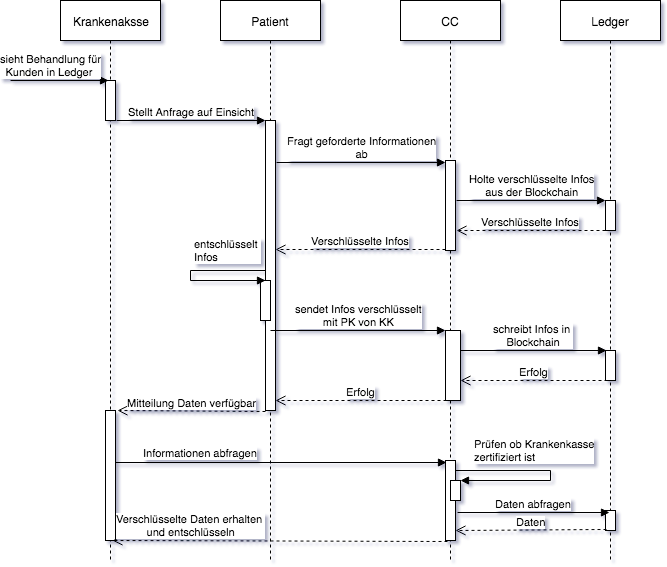 Krankenaksse
Patient
CC
Ledger
sieht Behandlung für
Kunden in Ledger
Stellt Anfrage auf Einsicht
Fragt geforderte Informationen
ab
Holte verschlüsselte Infos
aus der Blockchain
Verschlüsselte Infos
Verschlüsselte Infos
entschlüsselt
Infos
sendet Infos verschlüsselt
mit PK von KK
schreibt Infos in
Blockchain
Erfolg
Erfolg
Mitteilung Daten verfügbar
Informationen abfragen
Prüfen ob Krankenkasse
zertifiziert ist
Daten abfragen
Daten
Verschlüsselte Daten erhalten
und entschlüseln